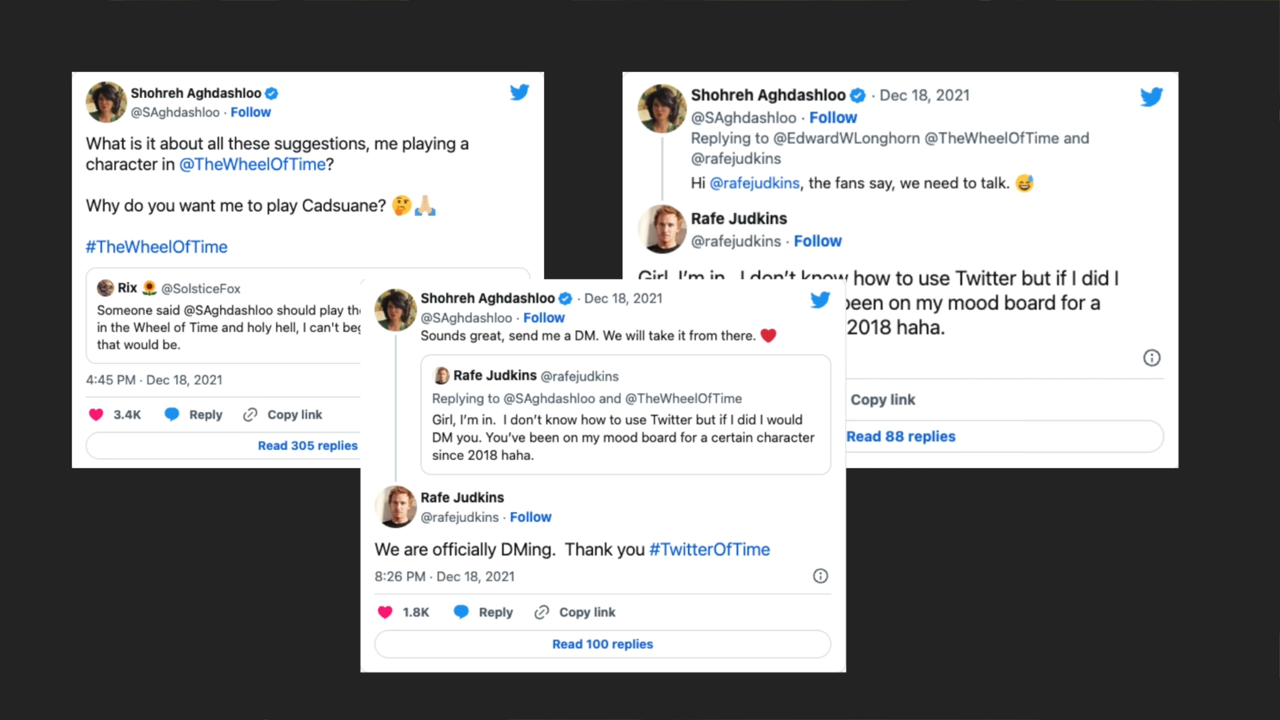 Shohreh Aghdashloo
@SAghdashloo · Follow
What is it about all these suggestions, me playing a
character in @TheWheelOfTime?
Why do you want me to play Cadsuane? 🤔🙏🏼
#TheWheelOfTime
Rix 🌻 @SolsticeFox
Someone said @SAghdashloo should play
in the Wheel of Time and holy hell, I can't
that would be.
4:45 PM · Dec 18, 2021
3.4K Reply Copy link
Read 305 replies
Shohreh Aghdashloo · Dec 18, 2021
@SAghdashloo · Follow
Replying to @EdwardWLonghorn @TheWheelOfTime and
@rafejudkins
Hi @rafejudkins, the fans say, we need to talk. 😅
Rafe Judkins
@rafejudkins · Follow
Girl, I’m in. I don’t know how to use Twitter but if I did I
been on my mood board for a
2018 haha.
Copy link
Read 88 replies
Shohreh Aghdashloo · Dec 18, 2021
@SAghdashloo · Follow
Sounds great, send me a DM. We will take it from there. ❤️
Rafe Judkins @rafejudkins
Replying to @SAghdashloo and @TheWheelOfTime
Girl, I’m in. I don’t know how to use Twitter but if I did I would
DM you. You’ve been on my mood board for a certain character
since 2018 haha.
Rafe Judkins
@rafejudkins · Follow
We are officially DMing. Thank you #TwitterOfTime
8:26 PM · Dec 18, 2021
1.8K Reply Copy link
Read 100 replies